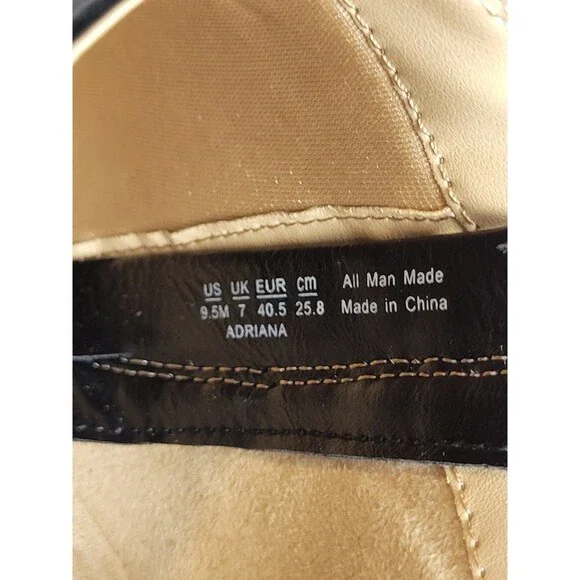 US UK EUR cm
9.5M 7 40.5 25.8
ADRIANA
All Man Made
Made in China